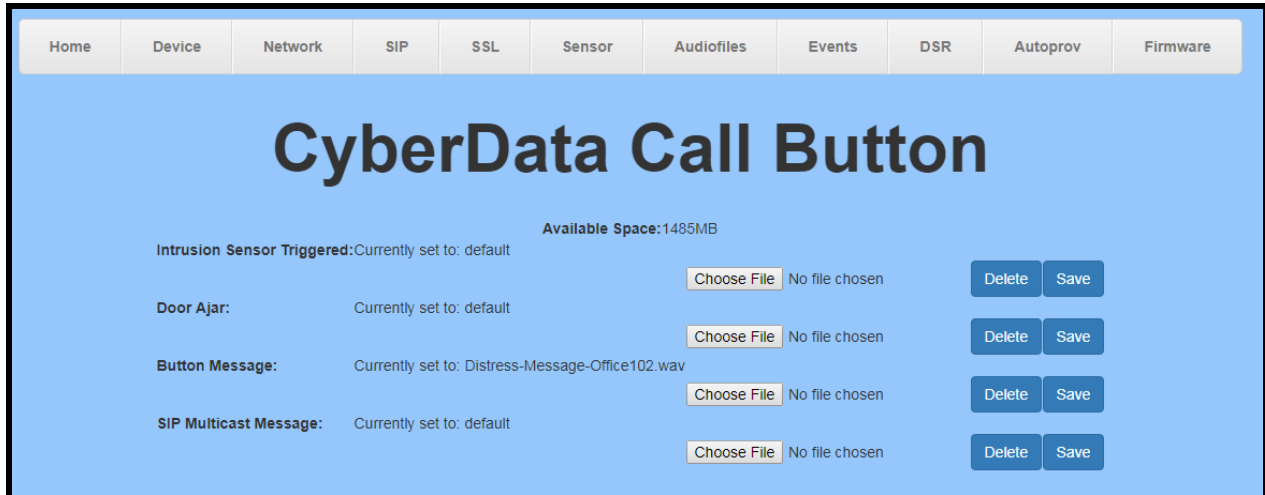 Home Device Network SIP SSL Sensor Audiofiles Events DSR Autoprov Firmware
CyberData Call Button
Available Space:1485MB
Intrusion Sensor Triggered:Currently set to: default
Choose File No file chosen Delete Save
Door Ajar: Currently set to: default
Choose File No file chosen Delete Save
Button Message: Currently set to: Distress-Message-Office102.wav
Choose File No file chosen Delete Save
SIP Multicast Message: Currently set to: default
Choose File No file chosen Delete Save